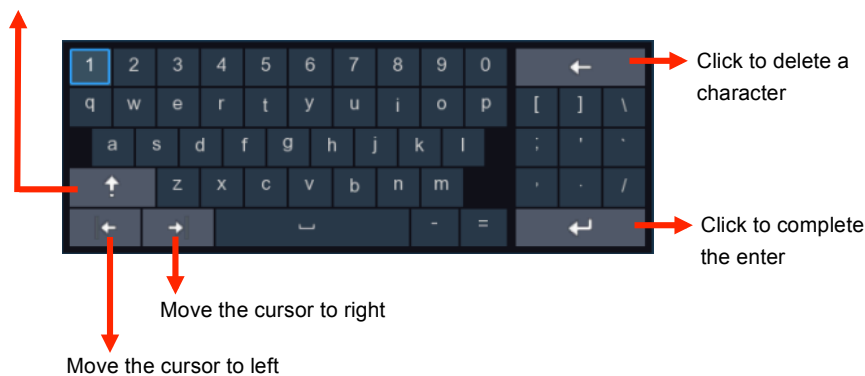 1 2 3 4 5 6 7 8 9 0
Click to delete a
character
q w e r t y u i o p [ ] \
a s d f g h j k l ; ' `
z x c v b n m , . /
- =
Click to complete
the enter
Move the cursor to right
Move the cursor to left